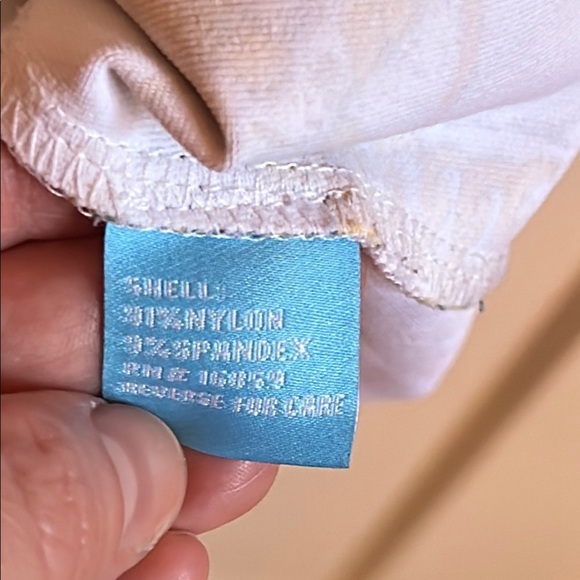 SHELL:
91%NYLON
9%SPANDEX
RN #
REVERSE FOR CARE